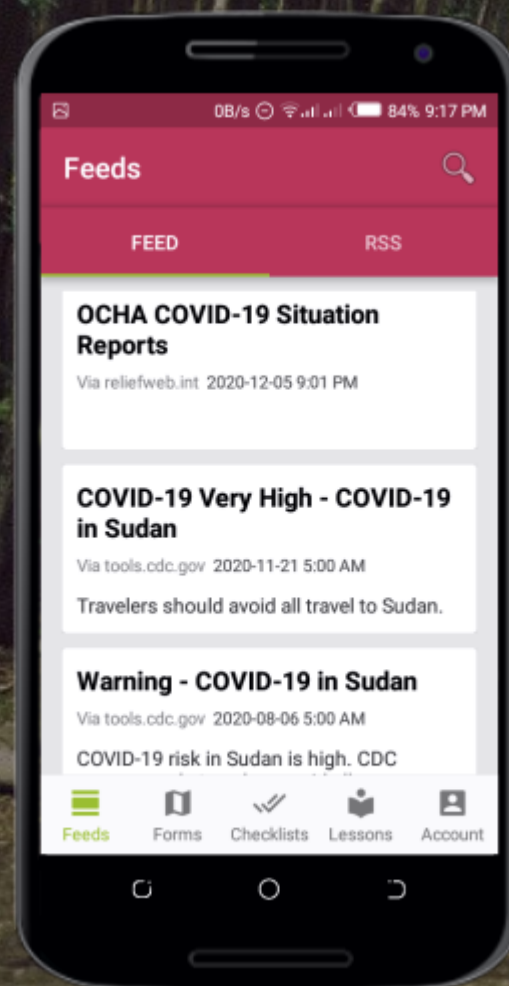 0B/s 84% 9:17 PM
Feeds
FEED RSS
OCHA COVID-19 Situation
Reports
Via reliefweb.int 2020-12-05 9:01 PM
COVID-19 Very High - COVID-19
in Sudan
Via tools.cdc.gov 2020-11-21 5:00 AM
Travelers should avoid all travel to Sudan.
Warning - COVID-19 in Sudan
Via tools.cdc.gov 2020-08-06 5:00 AM
COVID-19 risk in Sudan is high. CDC
Feeds Forms Checklists Lessons Account